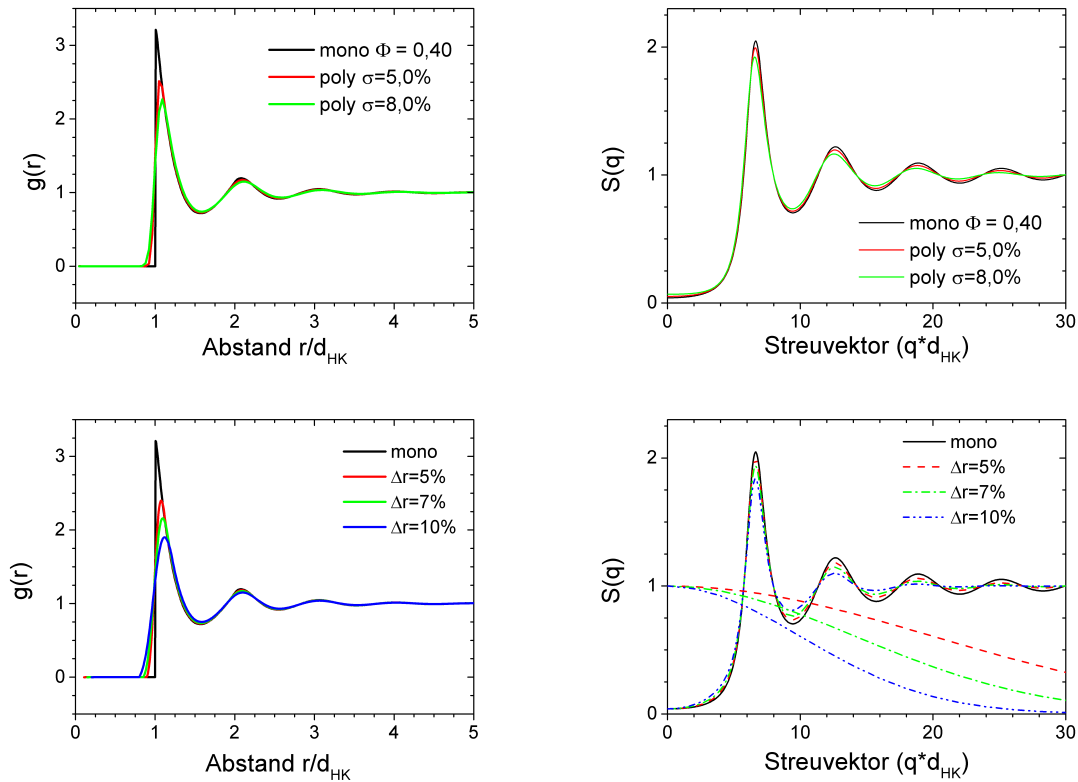 mono Φ = 0,40
poly σ=5,0%
poly σ=8,0%
g(r)
3
2
1
0
0 1 2 3 4 5
Abstand r/d_HK
mono Φ = 0,40
poly σ=5,0%
poly σ=8,0%
S(q)
2
1
0
0 10 20 30
Streuvektor (q*d_HK)
mono
Δr=5%
Δr=7%
Δr=10%
g(r)
3
2
1
0
0 1 2 3 4 5
Abstand r/d_HK
mono
Δr=5%
Δr=7%
Δr=10%
S(q)
2
1
0
0 10 20 30
Streuvektor (q*d_HK)